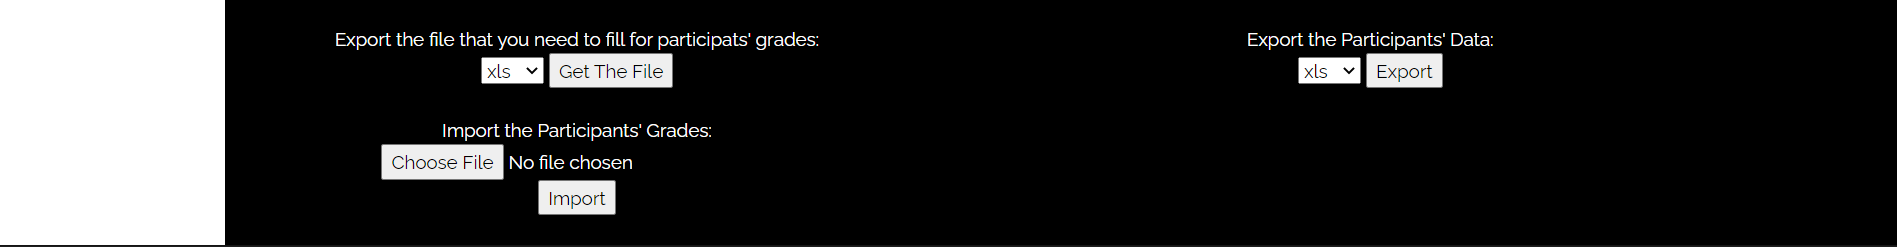 Export the file that you need to fill for participats' grades:
xls Get The File
Export the Participants' Data:
xls Export
Import the Participants' Grades:
Choose File No file chosen
Import